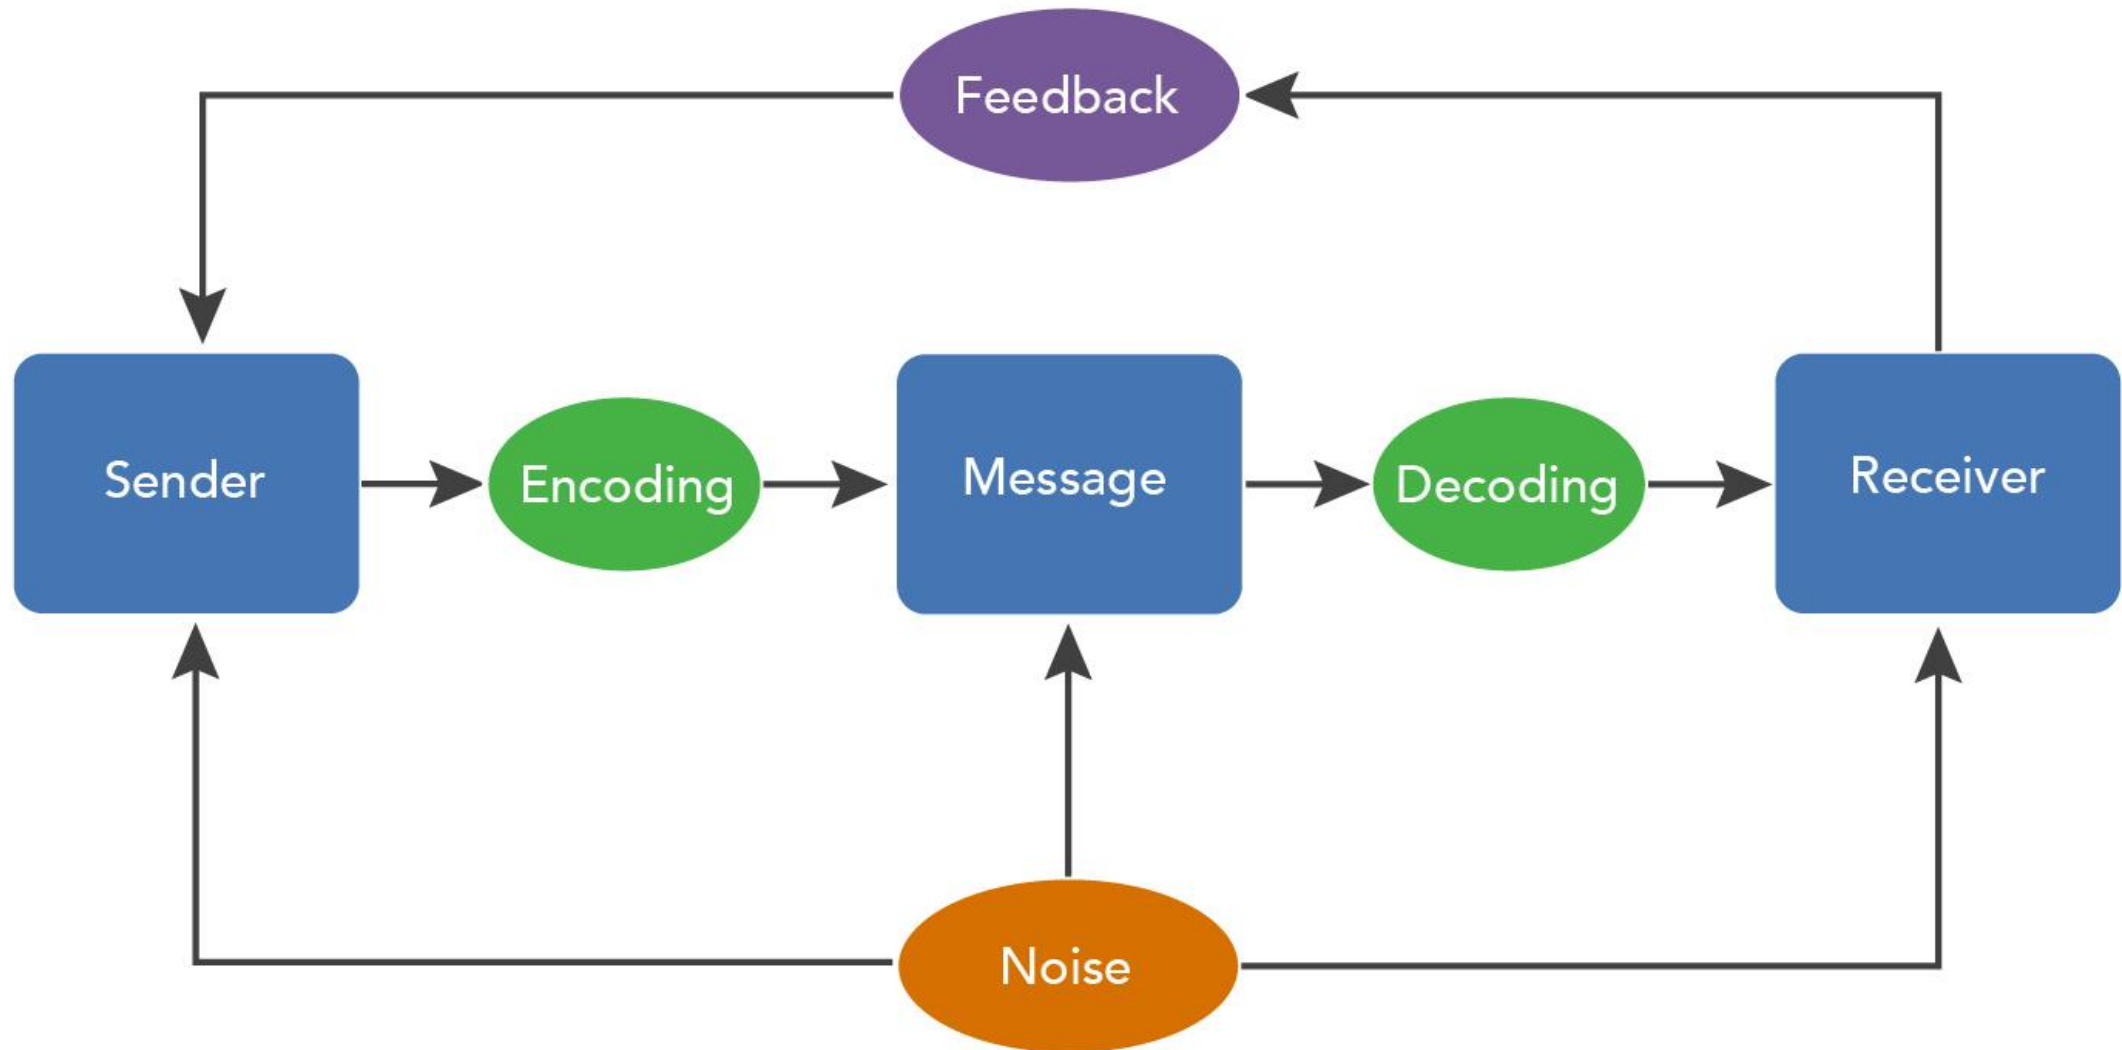 Feedback
Sender
Encoding
Message
Decoding
Receiver
Noise